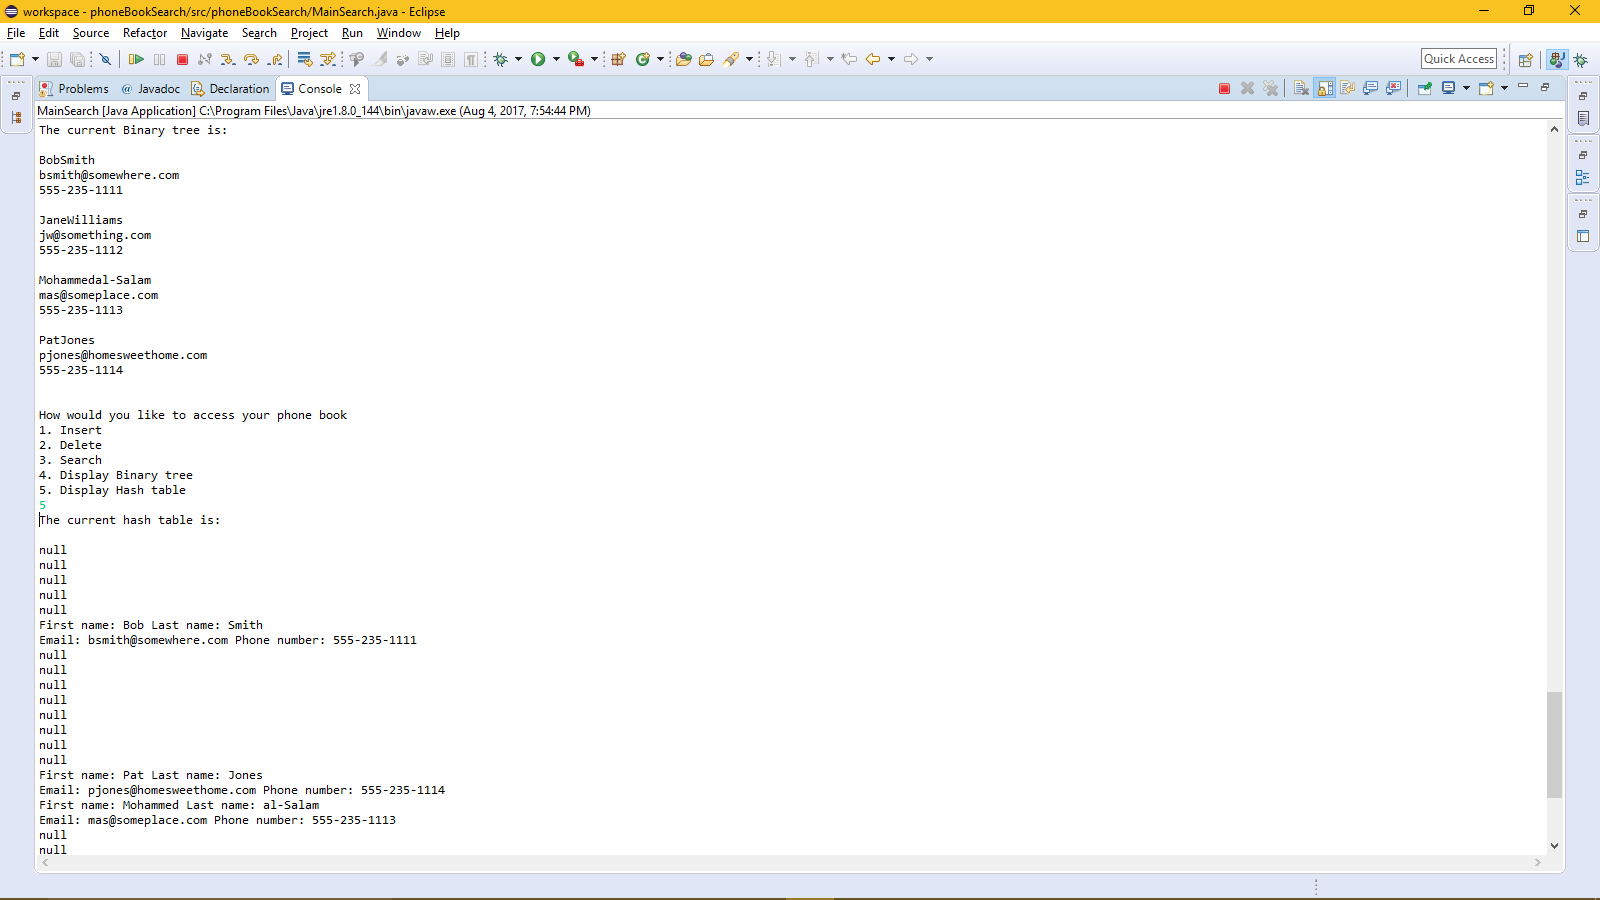 workspace - phoneBookSearch/src/phoneBookSearch/MainSearch.java - Eclipse
File Edit Source Refactor Navigate Search Project Run Window Help
Quick Access
Problems @ Javadoc Declaration Console
MainSearch [Java Application] C:\Program Files\Java\jre1.8.0_144\bin\javaw.exe (Aug 4, 2017, 7:54:44 PM)
The current Binary tree is:
BobSmith
bsmith@somewhere.com
555-235-1111
JaneWilliams
jw@something.com
555-235-1112
Mohammedal-Salam
mas@someplace.com
555-235-1113
PatJones
pjones@homesweethome.com
555-235-1114
How would you like to access your phone book
1. Insert
2. Delete
3. Search
4. Display Binary tree
5. Display Hash table
5
The current hash table is:
null
null
null
null
null
First name: Bob Last name: Smith
Email: bsmith@somewhere.com Phone number: 555-235-1111
null
null
null
null
null
null
null
null
First name: Pat Last name: Jones
Email: pjones@homesweethome.com Phone number: 555-235-1114
First name: Mohammed Last name: al-Salam
Email: mas@someplace.com Phone number: 555-235-1113
null
null